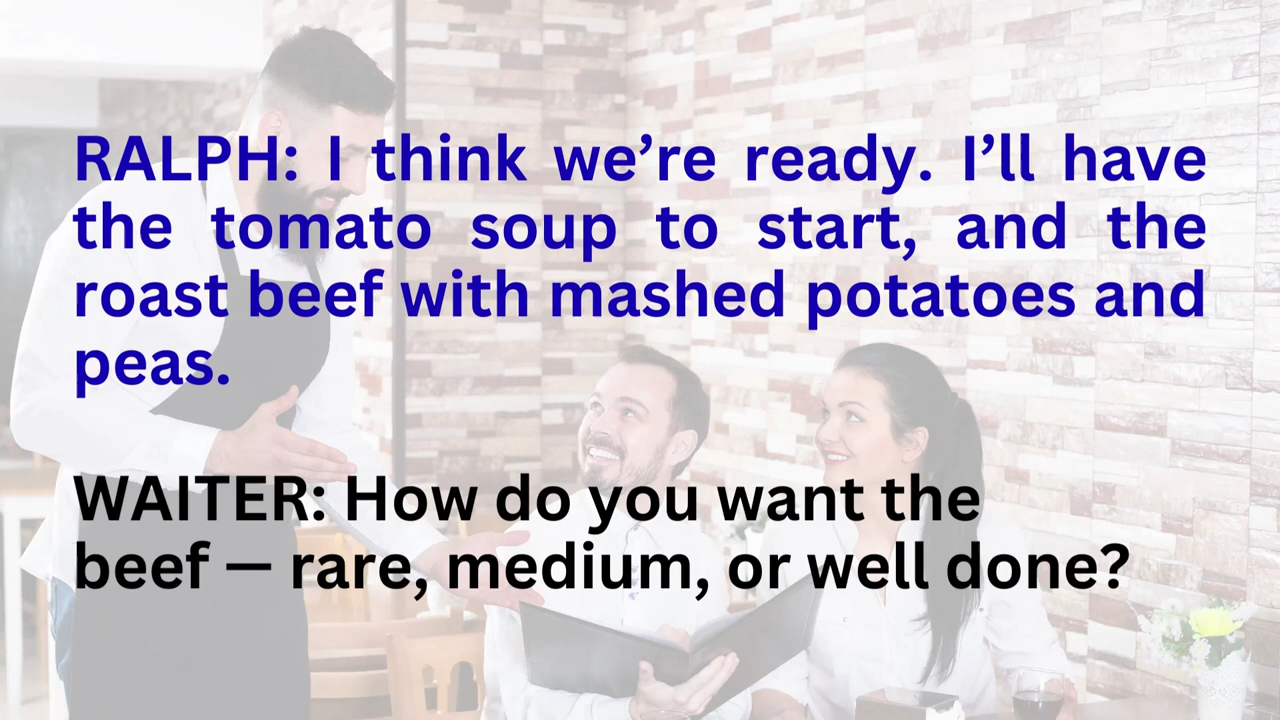 RALPH: I think we’re ready. I’ll have
the tomato soup to start, and the
roast beef with mashed potatoes and
peas.
WAITER: How do you want the
beef — rare, medium, or well done?